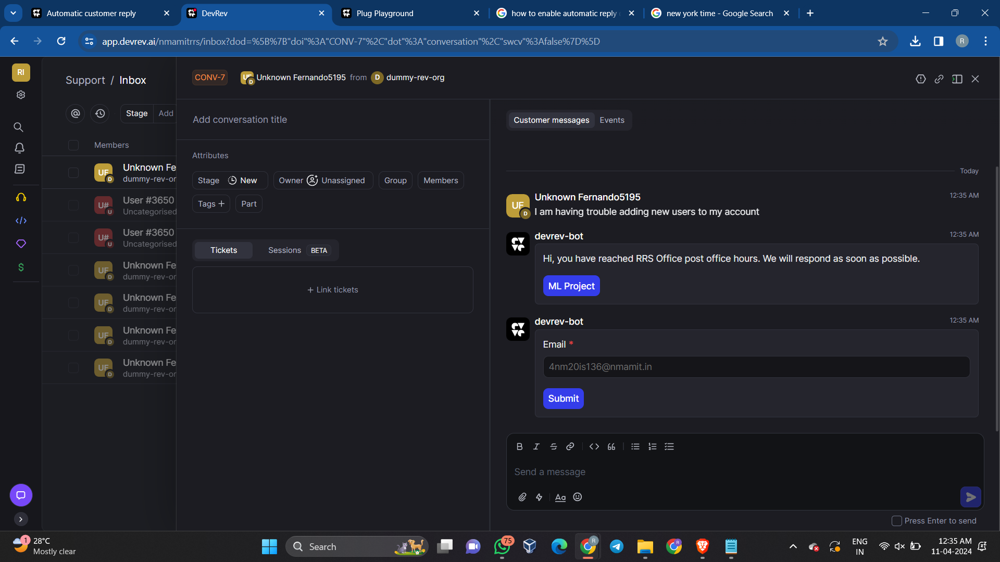 Automatic customer reply
DevRev
Plug Playground
how to enable automatic reply
new york time - Google Search
app.devrev.ai/nmamitrrs/inbox?dod=%5B%7B"doi"%3A"CONV-7"%2C"dot"%3A"conversation"%2C"swcv"%3Afalse%7D%5D
R
RI
Support / Inbox
CONV-7
UF
D
Unknown Fernando5195 from D dummy-rev-org
Stage
Add
Add conversation title
Customer messages
Events
Members
Attributes
Stage New
Owner Unassigned
Group
Members
Tags +
Part
Today
UF
D
Unknown Fe
dummy-rev-or
U#
U
User #3650
Uncategorised
U#
U
User #3650
Uncategorised
UF
D
Unknown Fe
dummy-rev-or
UF
D
Unknown Fe
dummy-rev-or
UF
D
Unknown Fe
dummy-rev-or
UF
D
Unknown Fe
dummy-rev-or
UF
D
Unknown Fernando5195
12:35 AM
I am having trouble adding new users to my account
devrev-bot
12:35 AM
Hi, you have reached RRS Office post office hours. We will respond as soon as possible.
ML Project
Tickets
Sessions BETA
+ Link tickets
devrev-bot
12:35 AM
Email *
4nm20is136@nmamit.in
Submit
B I S
Send a message
Aa
Press Enter to send
1
28°C
Mostly clear
Search
75
R
R
ENG
IN
12:35 AM
11-04-2024